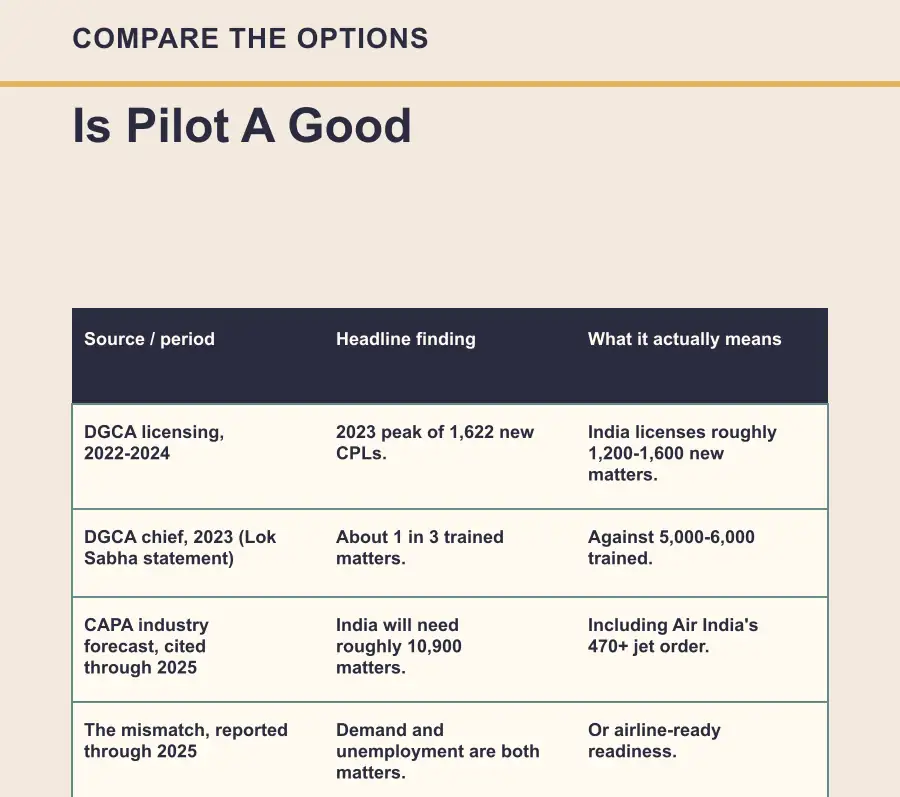 COMPARE THE OPTIONS
Is Pilot A Good
Source / period
Headline finding
What it actually means
DGCA licensing,
2022-2024
2023 peak of 1,622 new
CPLs.
India licenses roughly
1,200-1,600 new
matters.
DGCA chief, 2023 (Lok
Sabha statement)
About 1 in 3 trained
matters.
Against 5,000-6,000
trained.
CAPA industry
forecast, cited
through 2025
India will need
roughly 10,900
matters.
Including Air India's
470+ jet order.
The mismatch, reported
through 2025
Demand and
unemployment are both
matters.
Or airline-ready
readiness.